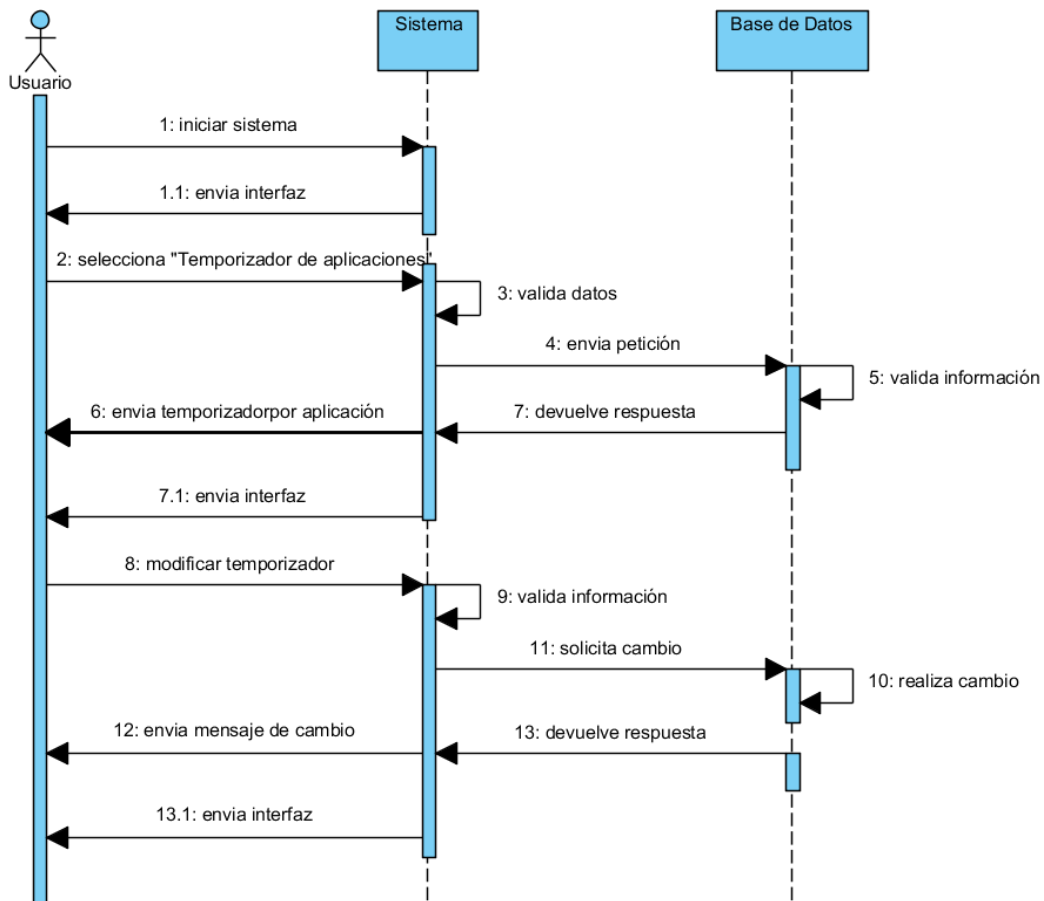 Sistema
Base de Datos
Usuario
1: iniciar sistema
1.1: envia interfaz
2: selecciona "Temporizador de aplicaciones"
3: valida datos
4: envia petición
5: valida información
6: envia temporizadorpor aplicación
7: devuelve respuesta
7.1: envia interfaz
8: modificar temporizador
9: valida información
11: solicita cambio
10: realiza cambio
12: envia mensaje de cambio
13: devuelve respuesta
13.1: envia interfaz